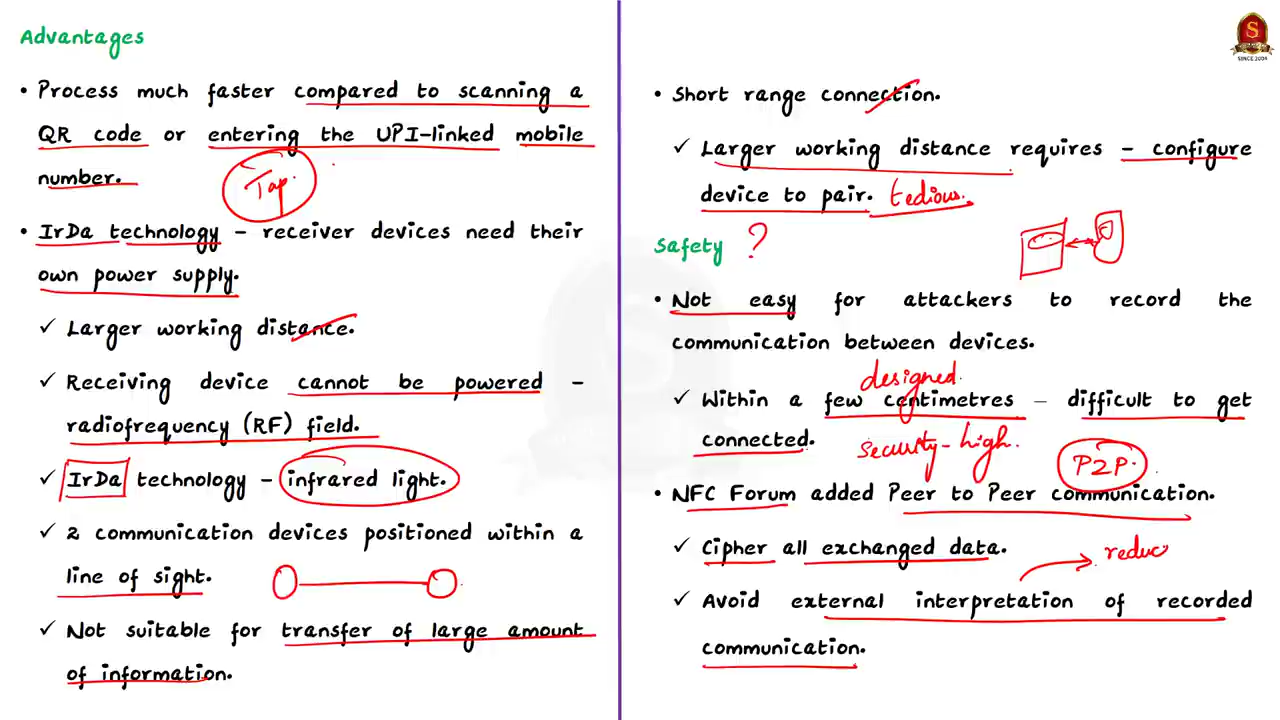 Advantages
• Process much faster compared to scanning a
QR code or entering the UPI-linked mobile
number.
Tap.
• IrDa technology – receiver devices need their
own power supply.
✓ Larger working distance.
✓ Receiving device cannot be powered –
radiofrequency (RF) field.
✓ IrDa technology – infrared light.
✓ 2 communication devices positioned within a
line of sight.
✓ Not suitable for transfer of large amount
of information.
S
SINCE 2004
• Short range connection.
✓ Larger working distance requires – configure
device to pair. tedious.
Safety ?
• Not easy for attackers to record the
communication between devices.
designed.
✓ Within a few centimetres – difficult to get
connected.
security - high.
P2P.
• NFC Forum added Peer to Peer communication.
✓ Cipher all exchanged data.
reduc
✓ Avoid external interpretation of recorded
communication.